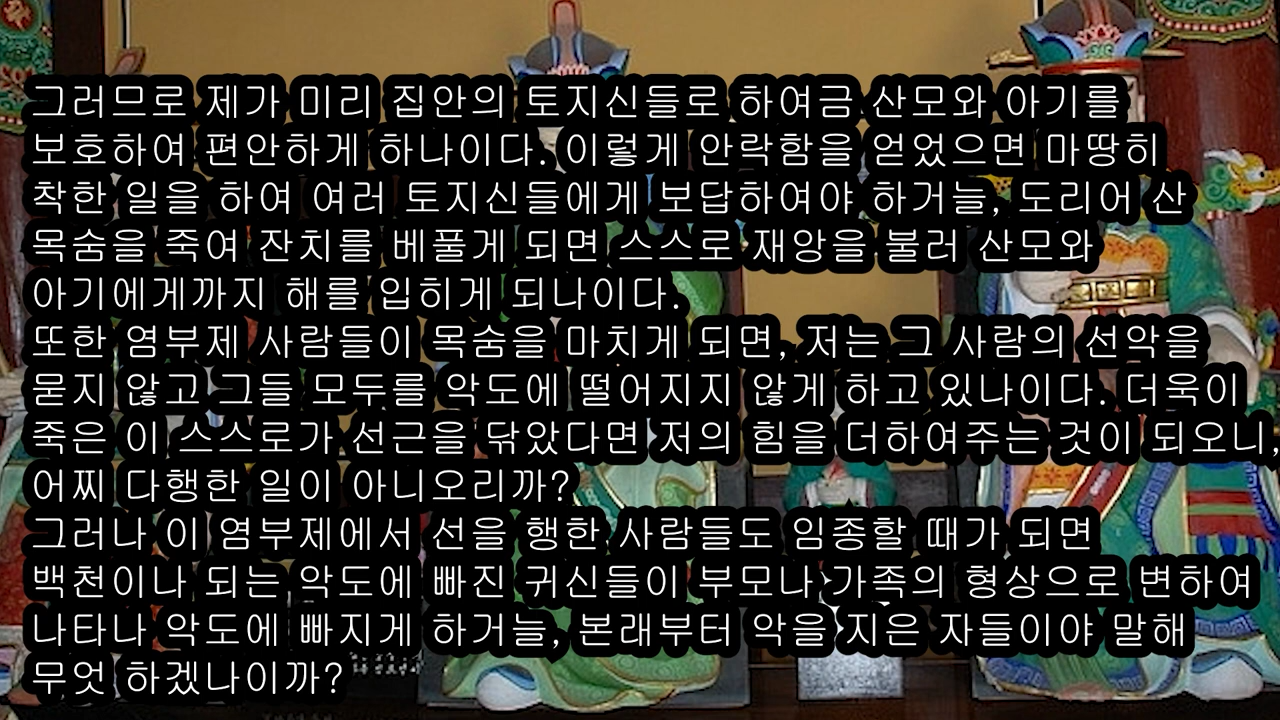 그러므로 제가 미리 집안의 토지신들로 하여금 산모와 아기를
보호하여 편안하게 하나이다. 이렇게 안락함을 얻었으면 마땅히
착한 일을 하여 여러 토지신들에게 보답하여야 하거늘, 도리어 산
목숨을 죽여 잔치를 베풀게 되면 스스로 재앙을 불러 산모와
아기에게까지 해를 입히게 되나이다.
또한 염부제 사람들이 목숨을 마치게 되면, 저는 그 사람의 선악을
묻지 않고 그들 모두를 악도에 떨어지지 않게 하고 있나이다. 더욱이
죽은 이 스스로가 선근을 닦았다면 저의 힘을 더하여주는 것이 되오니,
어찌 다행한 일이 아니오리까?
그러나 이 염부제에서 선을 행한 사람들도 임종할 때가 되면
백천이나 되는 악도에 빠진 귀신들이 부모나 가족의 형상으로 변하여
나타나 악도에 빠지게 하거늘, 본래부터 악을 지은 자들이야 말해
무엇 하겠나이까?